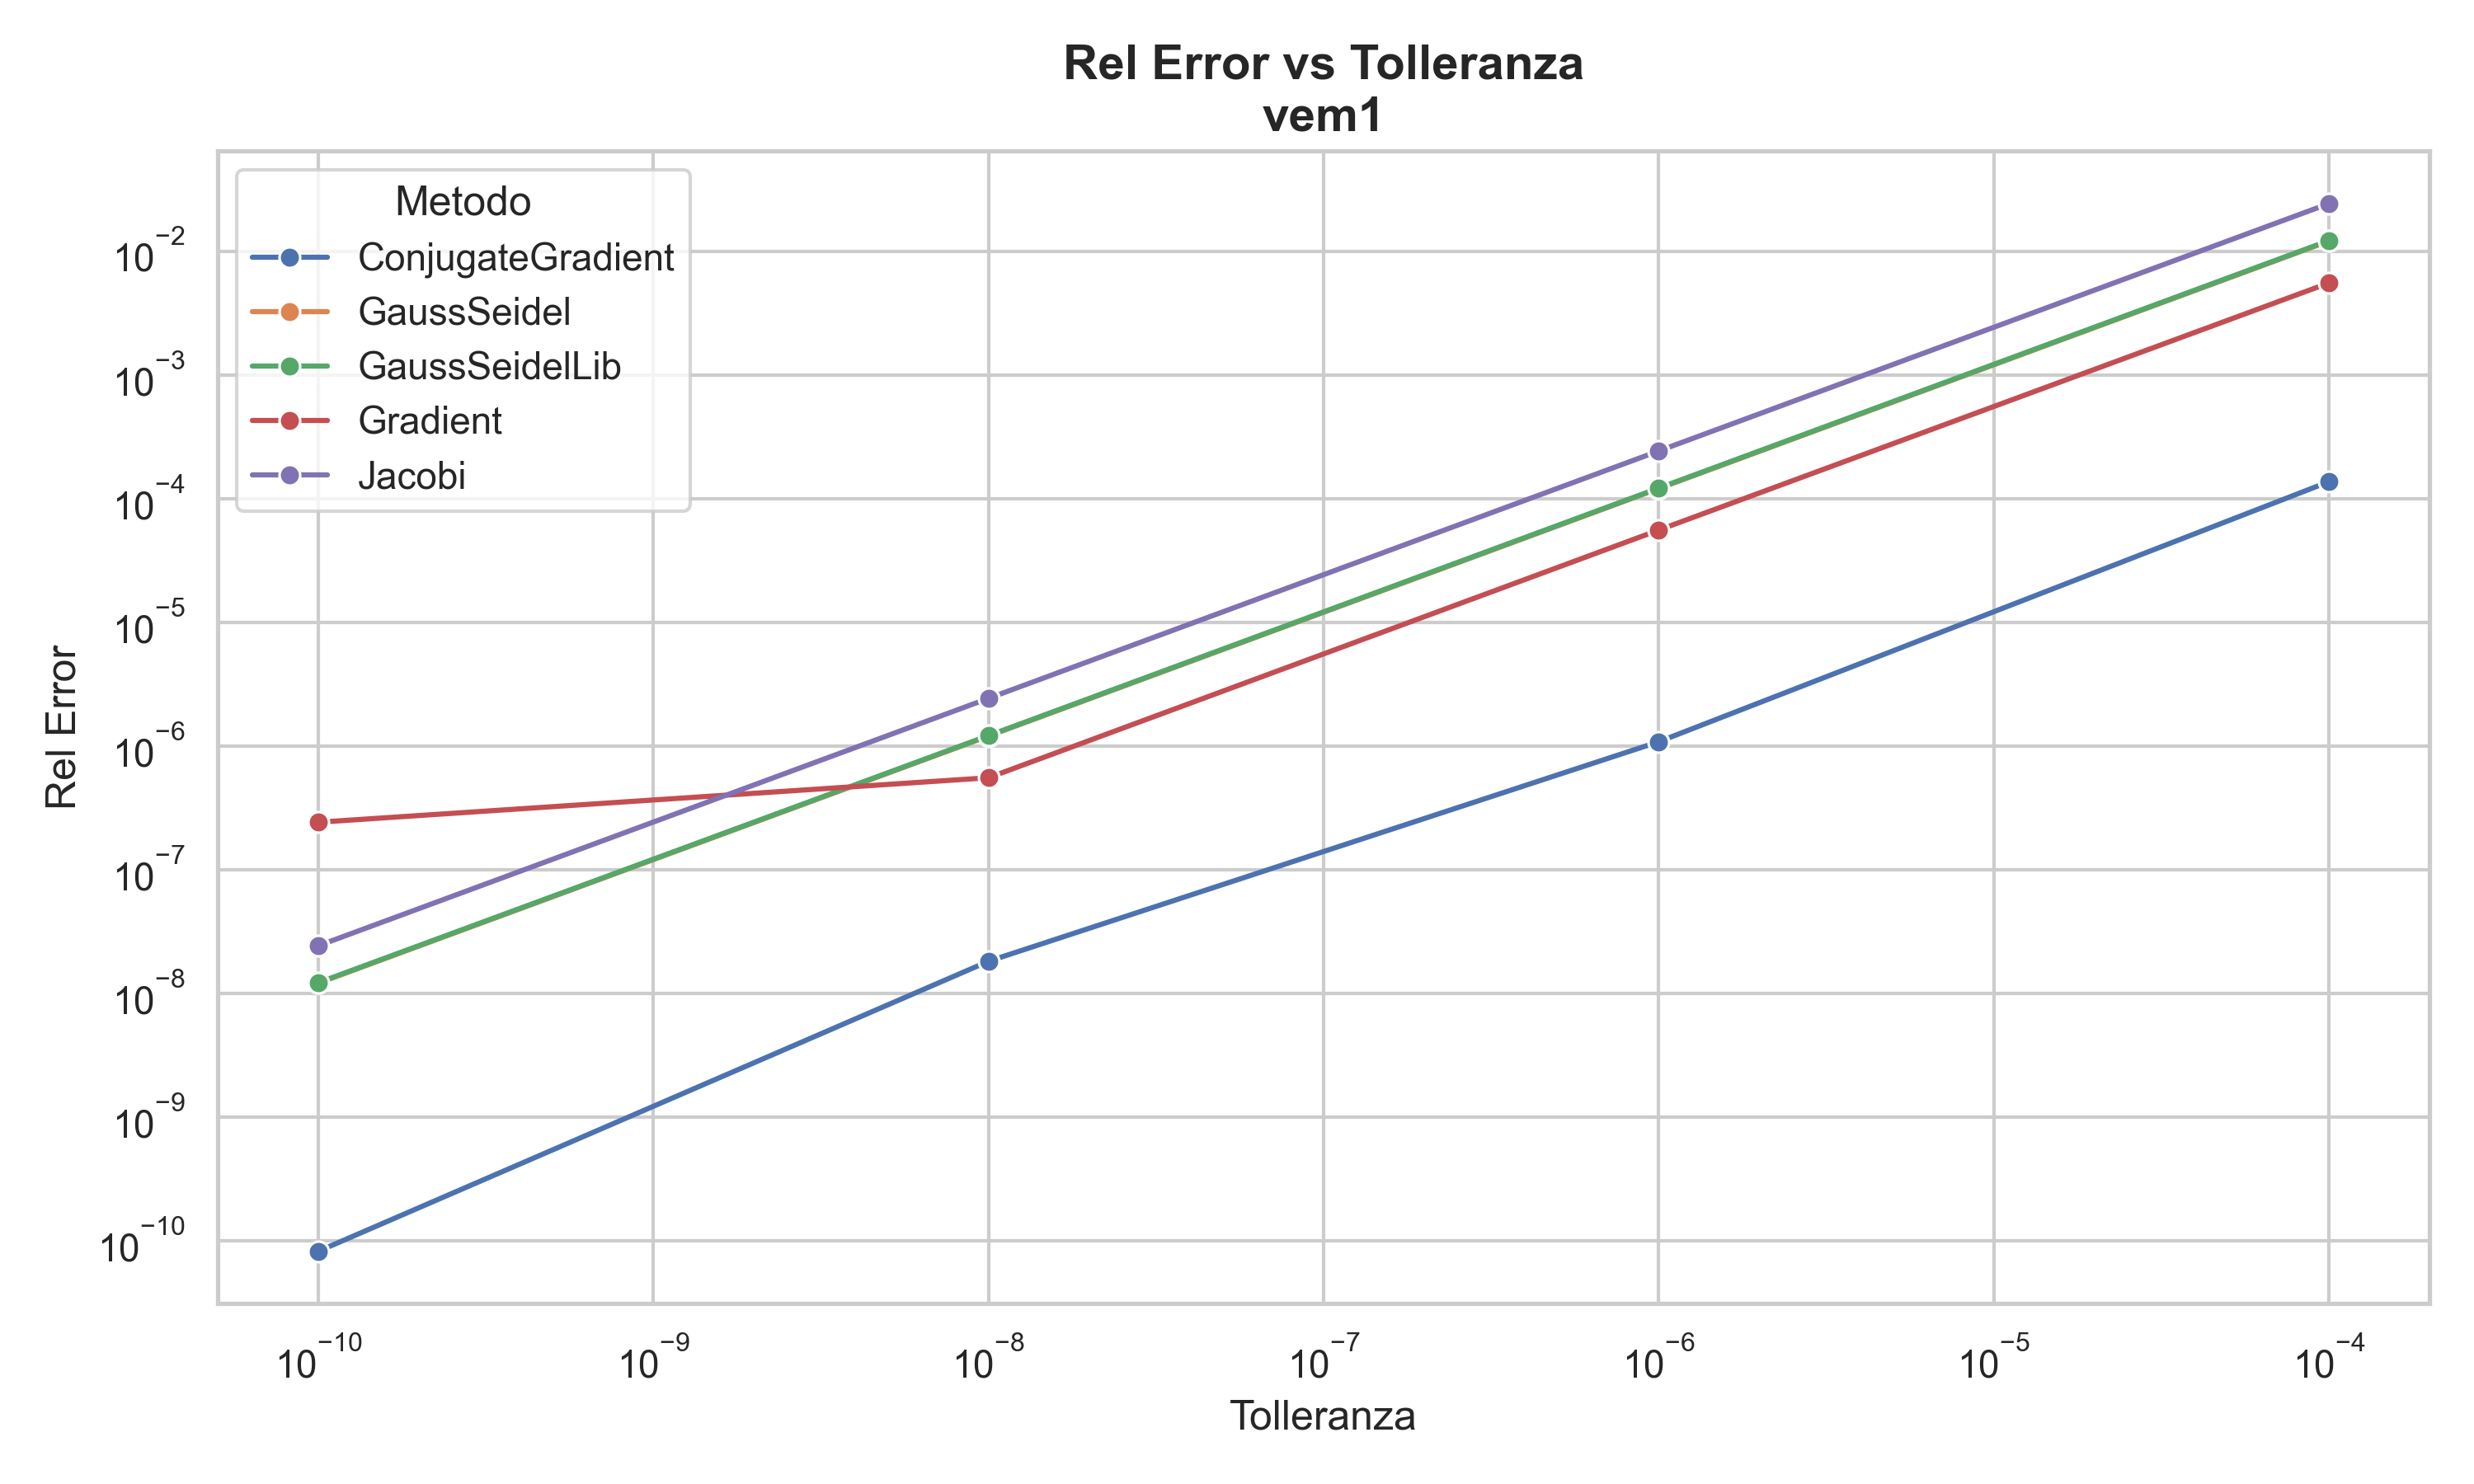 Rel Error vs Tolleranza
vem1
Metodo
ConjugateGradient
GaussSeidel
GaussSeidelLib
Gradient
Jacobi
Rel Error
10⁻²
10⁻³
10⁻⁴
10⁻⁵
10⁻⁶
10⁻⁷
10⁻⁸
10⁻⁹
10⁻¹⁰
10⁻¹⁰ 10⁻⁹ 10⁻⁸ 10⁻⁷ 10⁻⁶ 10⁻⁵ 10⁻⁴
Tolleranza